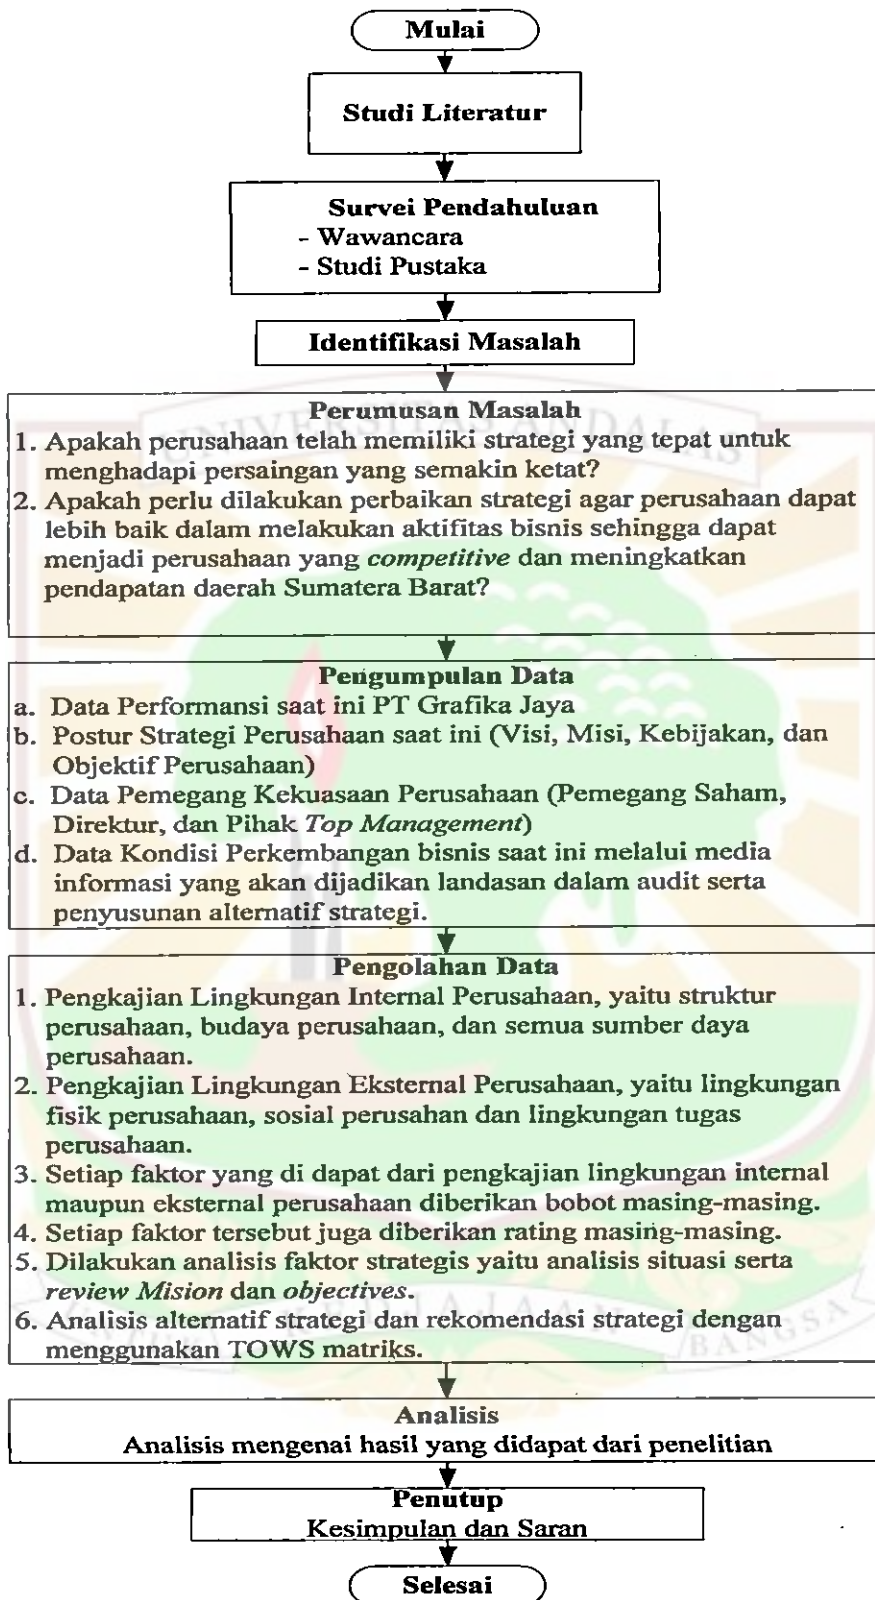 Mulai
Studi Literatur
Survei Pendahuluan
- Wawancara
- Studi Pustaka
Identifikasi Masalah
Perumusan Masalah
1. Apakah perusahaan telah memiliki strategi yang tepat untuk
menghadapi persaingan yang semakin ketat?
2. Apakah perlu dilakukan perbaikan strategi agar perusahaan dapat
lebih baik dalam melakukan aktifitas bisnis sehingga dapat
menjadi perusahaan yang competitive dan meningkatkan
pendapatan daerah Sumatera Barat?
UNIVERSITAS ANDALAS
Pengumpulan Data
a. Data Performansi saat ini PT Grafika Jaya
b. Postur Strategi Perusahaan saat ini (Visi, Misi, Kebijakan, dan
Objektif Perusahaan)
c. Data Pemegang Kekuasaan Perusahaan (Pemegang Saham,
Direktur, dan Pihak Top Management)
d. Data Kondisi Perkembangan bisnis saat ini melalui media
informasi yang akan dijadikan landasan dalam audit serta
penyusunan alternatif strategi.
Pengolahan Data
1. Pengkajian Lingkungan Internal Perusahaan, yaitu struktur
perusahaan, budaya perusahaan, dan semua sumber daya
perusahaan.
2. Pengkajian Lingkungan Eksternal Perusahaan, yaitu lingkungan
fisik perusahaan, sosial perusahan dan lingkungan tugas
perusahaan.
3. Setiap faktor yang di dapat dari pengkajian lingkungan internal
maupun eksternal perusahaan diberikan bobot masing-masing.
4. Setiap faktor tersebut juga diberikan rating masing-masing.
5. Dilakukan analisis faktor strategis yaitu analisis situasi serta
review Mision dan objectives.
6. Analisis alternatif strategi dan rekomendasi strategi dengan
menggunakan TOWS matriks.
UNTUK KEDJAJAAN BANGSA
Analisis
Analisis mengenai hasil yang didapat dari penelitian
Penutup
Kesimpulan dan Saran
Selesai